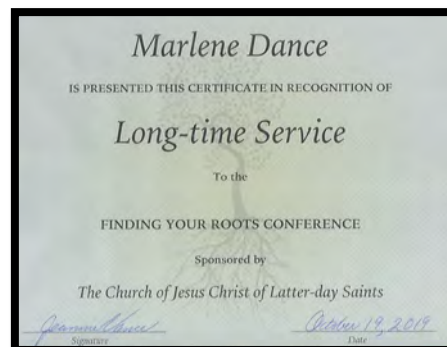 Marlene Dance
IS PRESENTED THIS CERTIFICATE IN RECOGNITION OF
Long-time Service
To the
FINDING YOUR ROOTS CONFERENCE
Sponsored by
The Church of Jesus Christ of Latter-day Saints
October 19, 2019
Signature Date